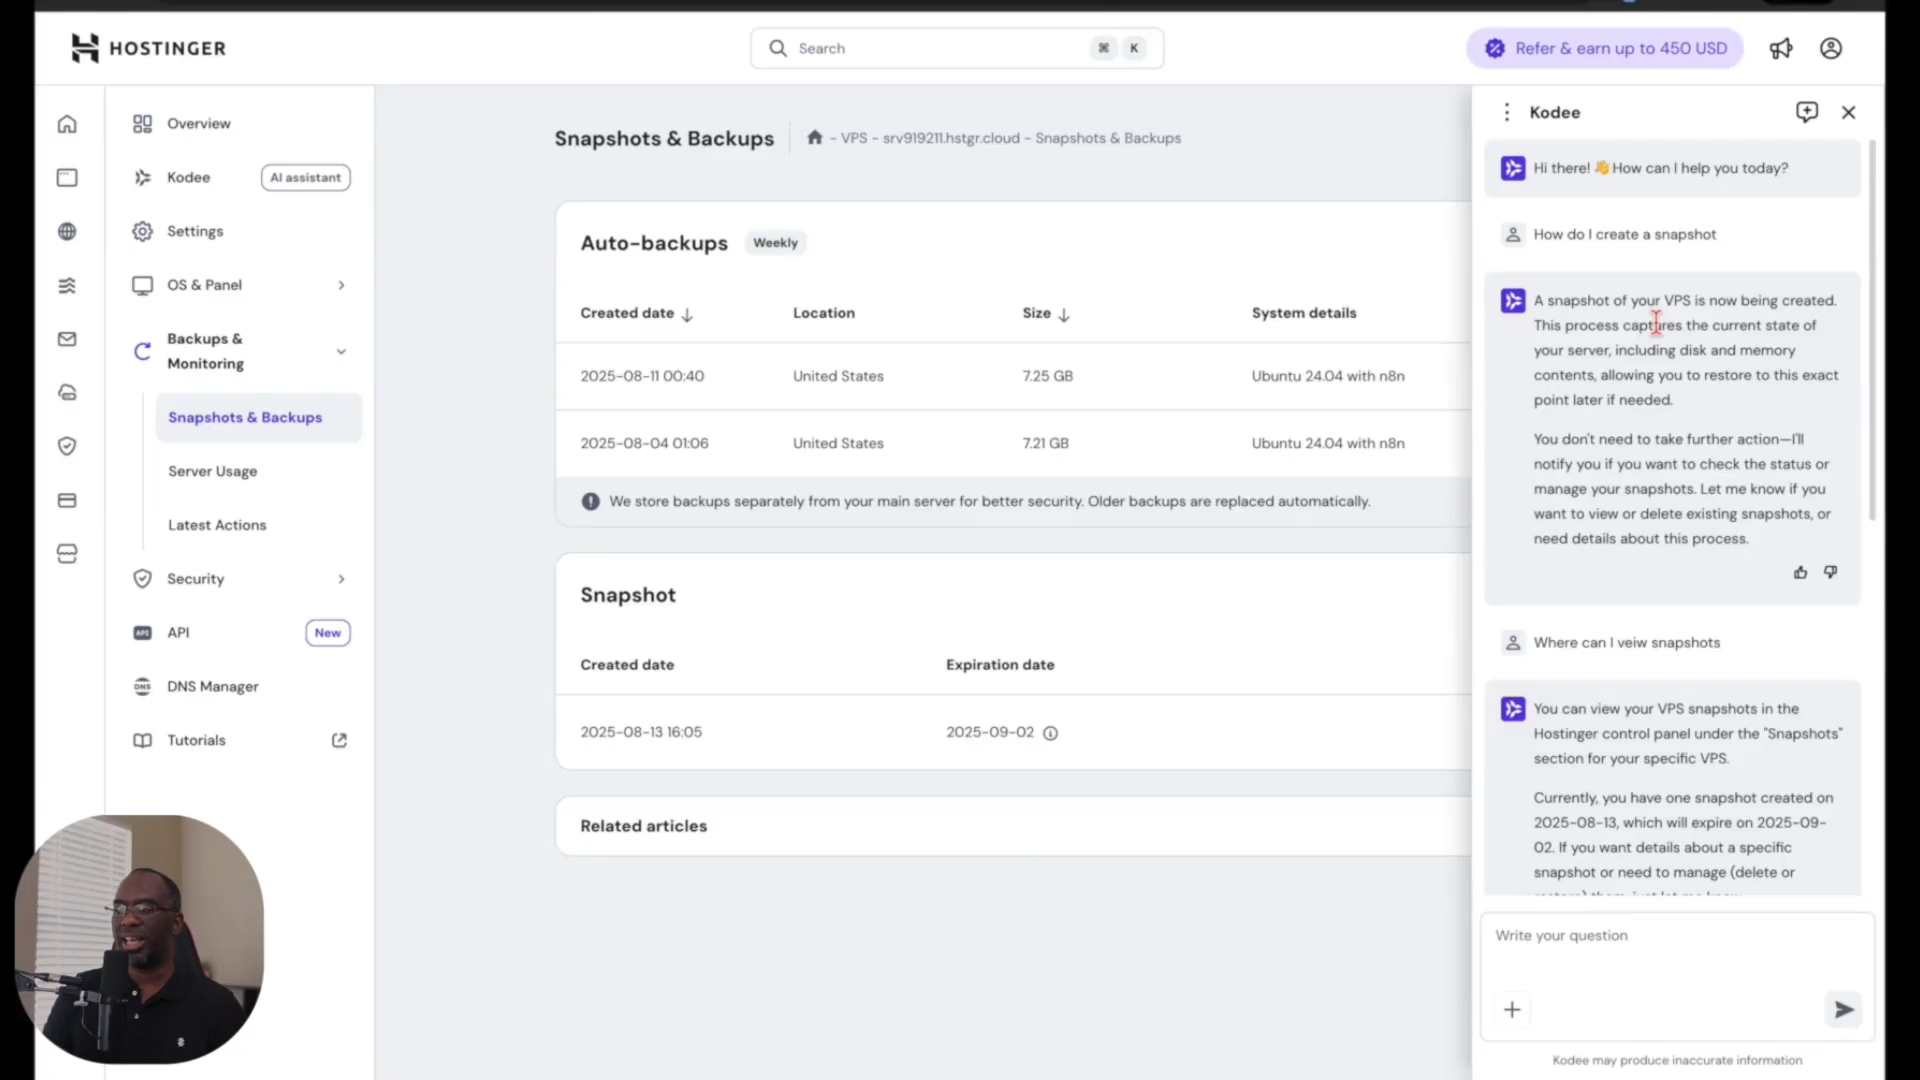 HOSTINGER
Search
⌘ K
Refer & earn up to 450 USD
Overview
Kodee
AI assistant
Settings
OS & Panel
Backups &
Monitoring
Snapshots & Backups
Server Usage
Latest Actions
Security
API
API
New
DNS
DNS Manager
Tutorials
Snapshots & Backups
- VPS - srv919211.hstgr.cloud - Snapshots & Backups
Auto-backups
Weekly
Created date
Location
Size
System details
2025-08-11 00:40
United States
7.25 GB
Ubuntu 24.04 with n8n
2025-08-04 01:06
United States
7.21 GB
Ubuntu 24.04 with n8n
We store backups separately from your main server for better security. Older backups are replaced automatically.
Snapshot
Created date
Expiration date
2025-08-13 16:05
2025-09-02
Related articles
Kodee
Hi there! 👋 How can I help you today?
How do I create a snapshot
A snapshot of your VPS is now being created.
This process captures the current state of
your server, including disk and memory
contents, allowing you to restore to this exact
point later if needed.
You don't need to take further action—I'll
notify you if you want to check the status or
manage your snapshots. Let me know if you
want to view or delete existing snapshots, or
need details about this process.
Where can I veiw snapshots
You can view your VPS snapshots in the
Hostinger control panel under the "Snapshots"
section for your specific VPS.
Currently, you have one snapshot created on
2025-08-13, which will expire on 2025-09-
02. If you want details about a specific
snapshot or need to manage (delete or
Write your question
Kodee may produce inaccurate information